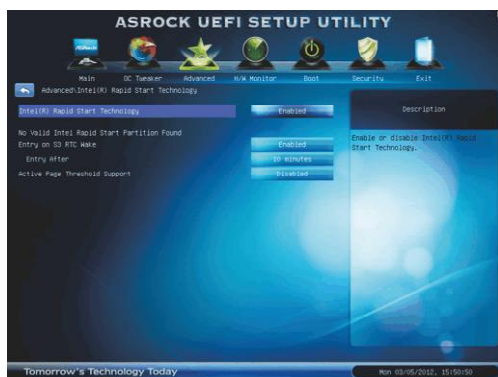 ASROCK UEFI SETUP UTILITY
Main OC Tweaker Advanced H/W Monitor Boot Security Exit
Advanced\Intel(R) Rapid Start Technology
Intel(R) Rapid Start Technology Enabled
Description
No Valid Intel Rapid Start Partition Found
Entry on S3 RTC Wake Enabled
Entry After 10 minutes
Active Page Threshold Support Disabled
Enable or disable Intel(R) Rapid
Start Technology.
Tomorrow's Technology Today
Mon 03/05/2012, 15:50:50